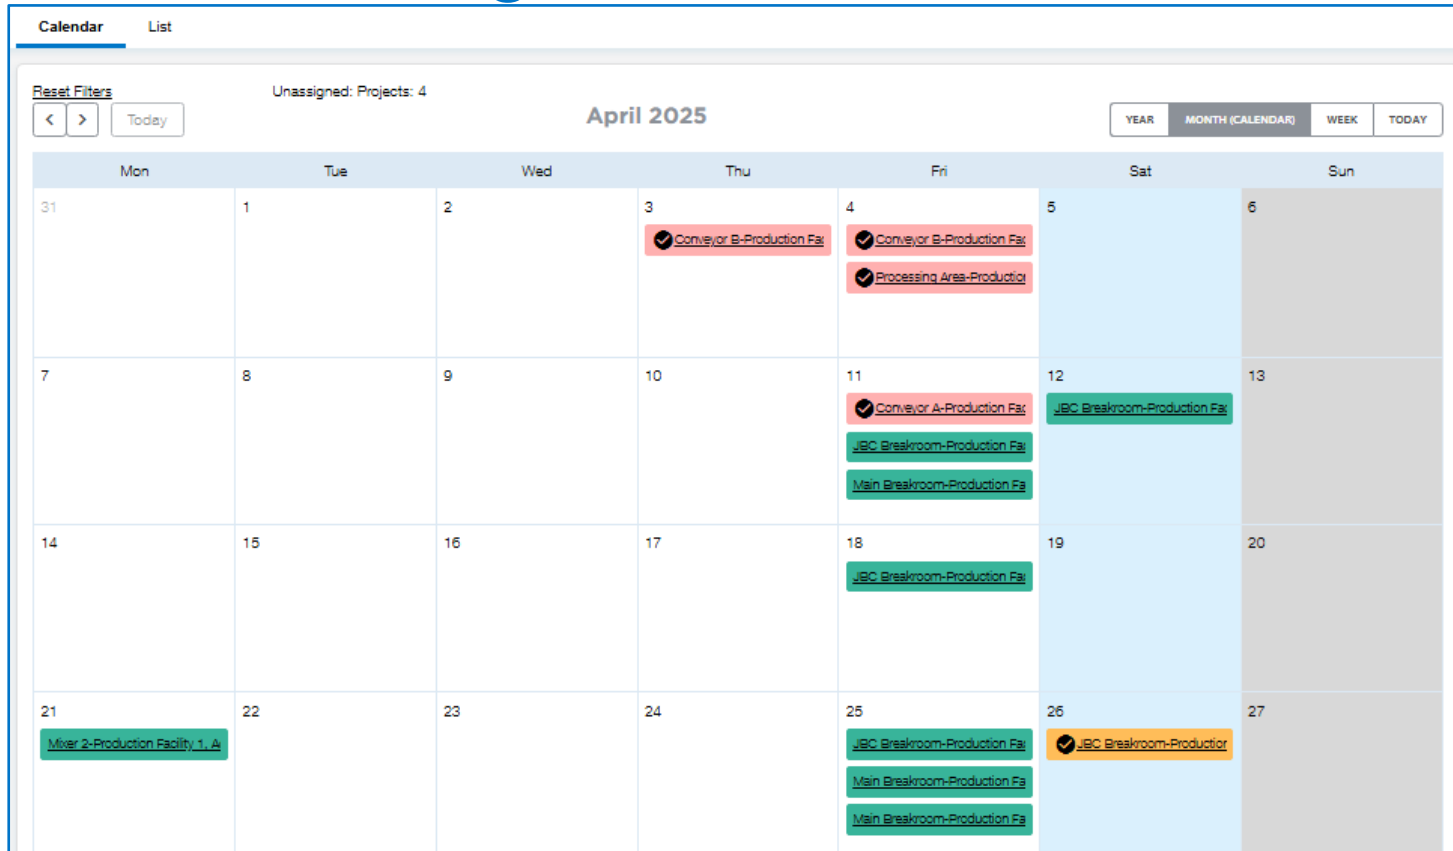 Calendar List
Reset Filters Unassigned: Projects: 4
< > Today April 2025 YEAR MONTH (CALENDAR) WEEK TODAY
Mon Tue Wed Thu Fri Sat Sun
31 1 2 3 4 5 6
Conveyor B-Production Fac Conveyor B-Production Fac
Processing Area-Production
7 8 9 10 11 12 13
Conveyor A-Production Fac JBC Breakroom-Production Fac
JBC Breakroom-Production Fa
Main Breakroom-Production Fa
14 15 16 17 18 19 20
JBC Breakroom-Production Fa
21 22 23 24 25 26 27
Mixer 2-Production Facility 1, A JBC Breakroom-Production Fa JBC Breakroom-Production
Main Breakroom-Production Fa
Main Breakroom-Production Fa